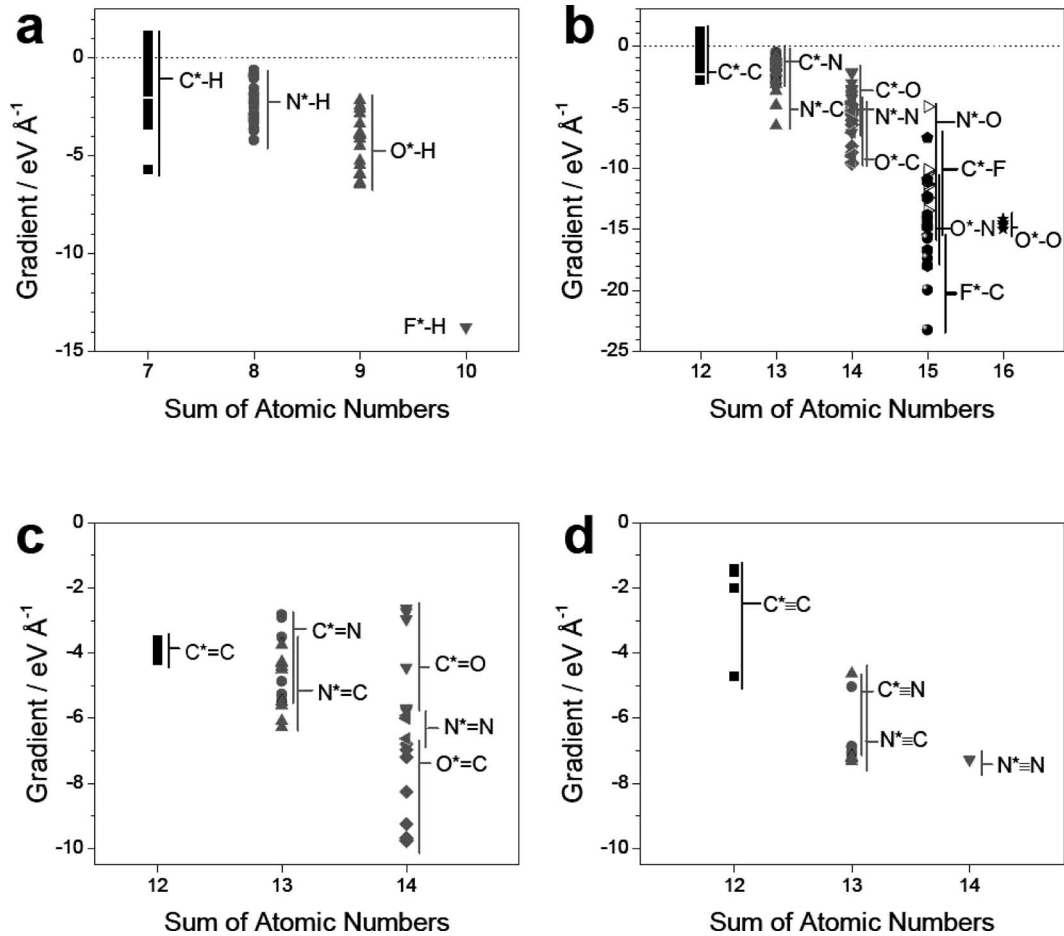 a
0
-5
-10
-15
Gradient / eV Å⁻¹
C*-H
N*-H
O*-H
F*-H
7 8 9 10
Sum of Atomic Numbers
b
0
-5
-10
-15
-20
-25
Gradient / eV Å⁻¹
C*-C
C*-N
N*-C
C*-O
N*-N
O*-C
N*-O
C*-F
O*-N
O*-O
F*-C
12 13 14 15 16
Sum of Atomic Numbers
c
0
-2
-4
-6
-8
-10
Gradient / eV Å⁻¹
C*=C
C*=N
N*=C
C*=O
N*=N
O*=C
12 13 14
Sum of Atomic Numbers
d
0
-2
-4
-6
-8
-10
Gradient / eV Å⁻¹
C*≡C
C*≡N
N*≡C
N*≡N
12 13 14
Sum of Atomic Numbers